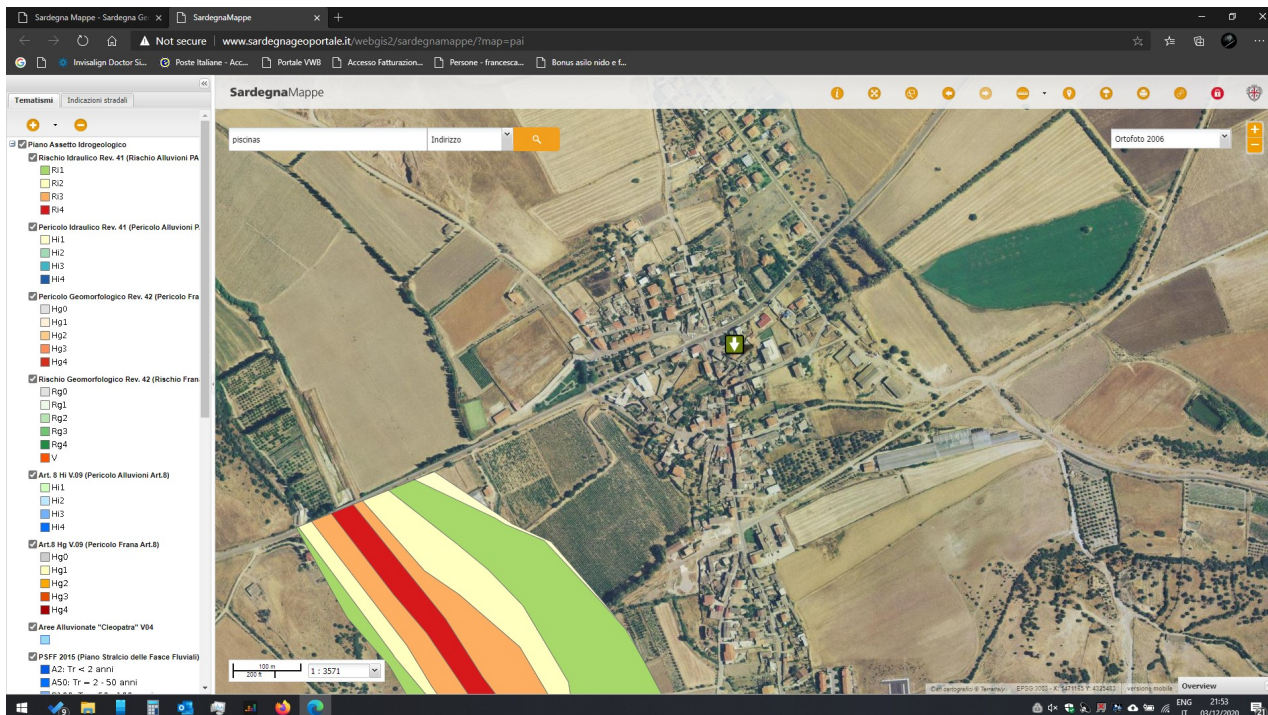 Sardegna Mappe - Sardegna Ge
SardegnaMappe
Not secure
www.sardegnageoportale.it/webgis2/sardegnamappe/?map=pai
Invisalign Doctor Si...
Poste Italiane - Acc...
Portale VWB
Accesso Fatturazion...
Persone - francesca...
Bonus asilo nido e f...
Tematismi
Indicazioni stradali
SardegnaMappe
piscinas
Indirizzo
Ortofoto 2006
Piano Assetto Idrogeologico
Rischio Idraulico Rev. 41 (Rischio Alluvioni PA
Ri1
Ri2
Ri3
Ri4
Pericolo Idraulico Rev. 41 (Pericolo Alluvioni P
Hi1
Hi2
Hi3
Hi4
Pericolo Geomorfologico Rev. 42 (Pericolo Fra
Hg0
Hg1
Hg2
Hg3
Hg4
Rischio Geomorfologico Rev. 42 (Rischio Fran
Rg0
Rg1
Rg2
Rg3
Rg4
V
Art. 8 Hi V.09 (Pericolo Alluvioni Art.8)
Hi1
Hi2
Hi3
Hi4
Art.8 Hg V.09 (Pericolo Frana Art.8)
Hg0
Hg1
Hg2
Hg3
Hg4
Aree Alluvionate "Cleopatra" V04
PSFF 2015 (Piano Stralcio delle Fasce Fluviali)
A2: Tr < 2 anni
A50: Tr = 2 - 50 anni
100 m
200 ft
1 : 3571
Dati cartografici © Terraitaly
EPSG
versione mobile
Overview
ENG
IT
21:53
03/12/2020
21